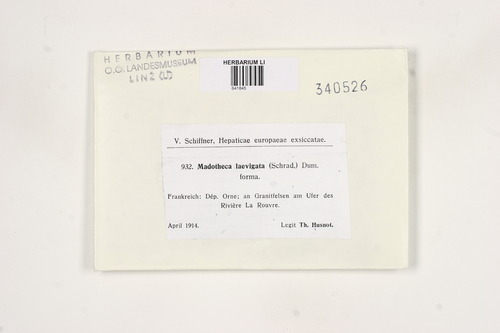 HERBARIUM
O.Ö. LANDESMUSEUM
LINZ (LI)
HERBARIUM LI
041845
340526
V. Schiffner, Hepaticae europaeae exsiccatae.
932. Madotheca laevigata (Schrad.) Dum.
forma.
Frankreich: Dép. Orne; an Granitfelsen am Ufer des
Rivière La Rouvre.
April 1914.
Legit Th. Husnot.